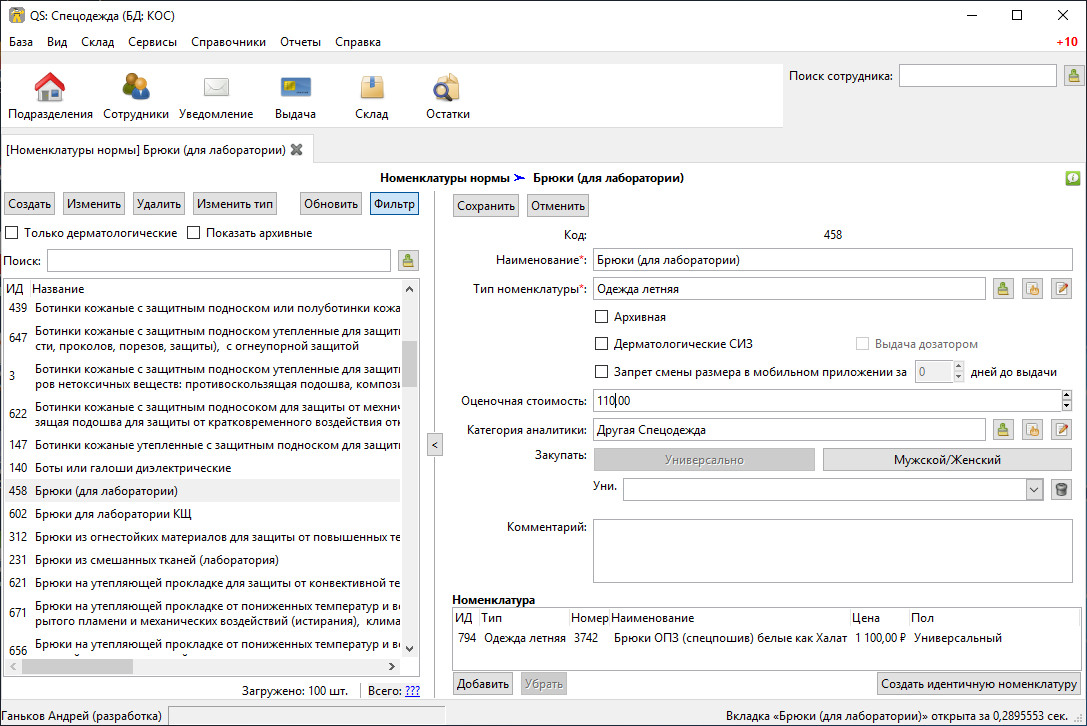 QS: Спецодежда (БД: КОС)
База Вид Склад Сервисы Справочники Отчеты Справка +10
Подразделения Сотрудники Уведомление Выдача Склад Остатки
Поиск сотрудника:
[Номенклатуры нормы] Брюки (для лаборатории)
Номенклатуры нормы Брюки (для лаборатории)
Создать Изменить Удалить Изменить тип Обновить Фильтр
Только дерматологические Показать архивные
Поиск:
ИД Название
439 Ботинки кожаные с защитным подноском или полуботинки кожа
647 Ботинки кожаные с защитным подноском утепленные для защить
сти, проколов, порезов, защиты), с огнеупорной защитой
3 Ботинки кожаные с защитным подноском утепленные для защить
ров нетоксичных веществ: противоскользящая подошва, компози
622 Ботинки кожаные с защитным подноском для защиты от механич
зящая подошва для защиты от кратковременного воздействия отк
147 Ботинки кожаные утепленные с защитным подноском для защить
140 Боты или галоши диэлектрические
458 Брюки (для лаборатории)
602 Брюки для лаборатории КЩ
312 Брюки из огнестойких материалов для защиты от повышенных те
231 Брюки из смешанных тканей (лаборатория)
621 Брюки на утепляющей прокладке для защиты от конвективной те
671 Брюки на утепляющей прокладке от пониженных температур и во
рытого пламени и механических воздействий (истирания), клима
656 Брюки на утепляющей прокладке от пониженных температур и во
Загружено: 100 шт. Всего: ???
<
Сохранить Отменить
Код: 458
Наименование*: Брюки (для лаборатории)
Тип номенклатуры*: Одежда летняя
Архивная
Дерматологические СИЗ Выдача дозатором
Запрет смены размера в мобильном приложении за 0 дней до выдачи
Оценочная стоимость: 110,00
Категория аналитики: Другая Спецодежда
Закупать: Универсально Мужской/Женский
Уни.
Комментарий:
Номенклатура
ИД Тип Номер Наименование Цена Пол
794 Одежда летняя 3742 Брюки ОПЗ (спецпошив) белые как Халат 1 100,00 ₽ Универсальный
Добавить Убрать Создать идентичную номенклатуру
Ганьков Андрей (разработка) Вкладка «Брюки (для лаборатории)» открыта за 0,2895553 сек.